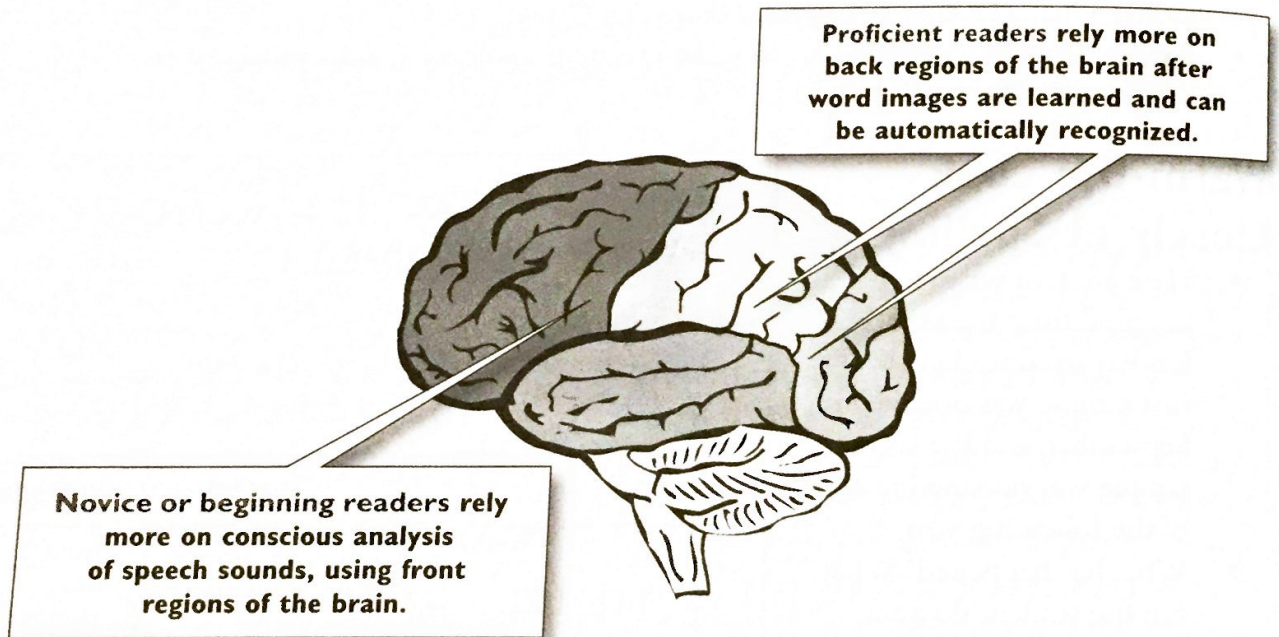 Proficient readers rely more on
back regions of the brain after
word images are learned and can
be automatically recognized.
Novice or beginning readers rely
more on conscious analysis
of speech sounds, using front
regions of the brain.